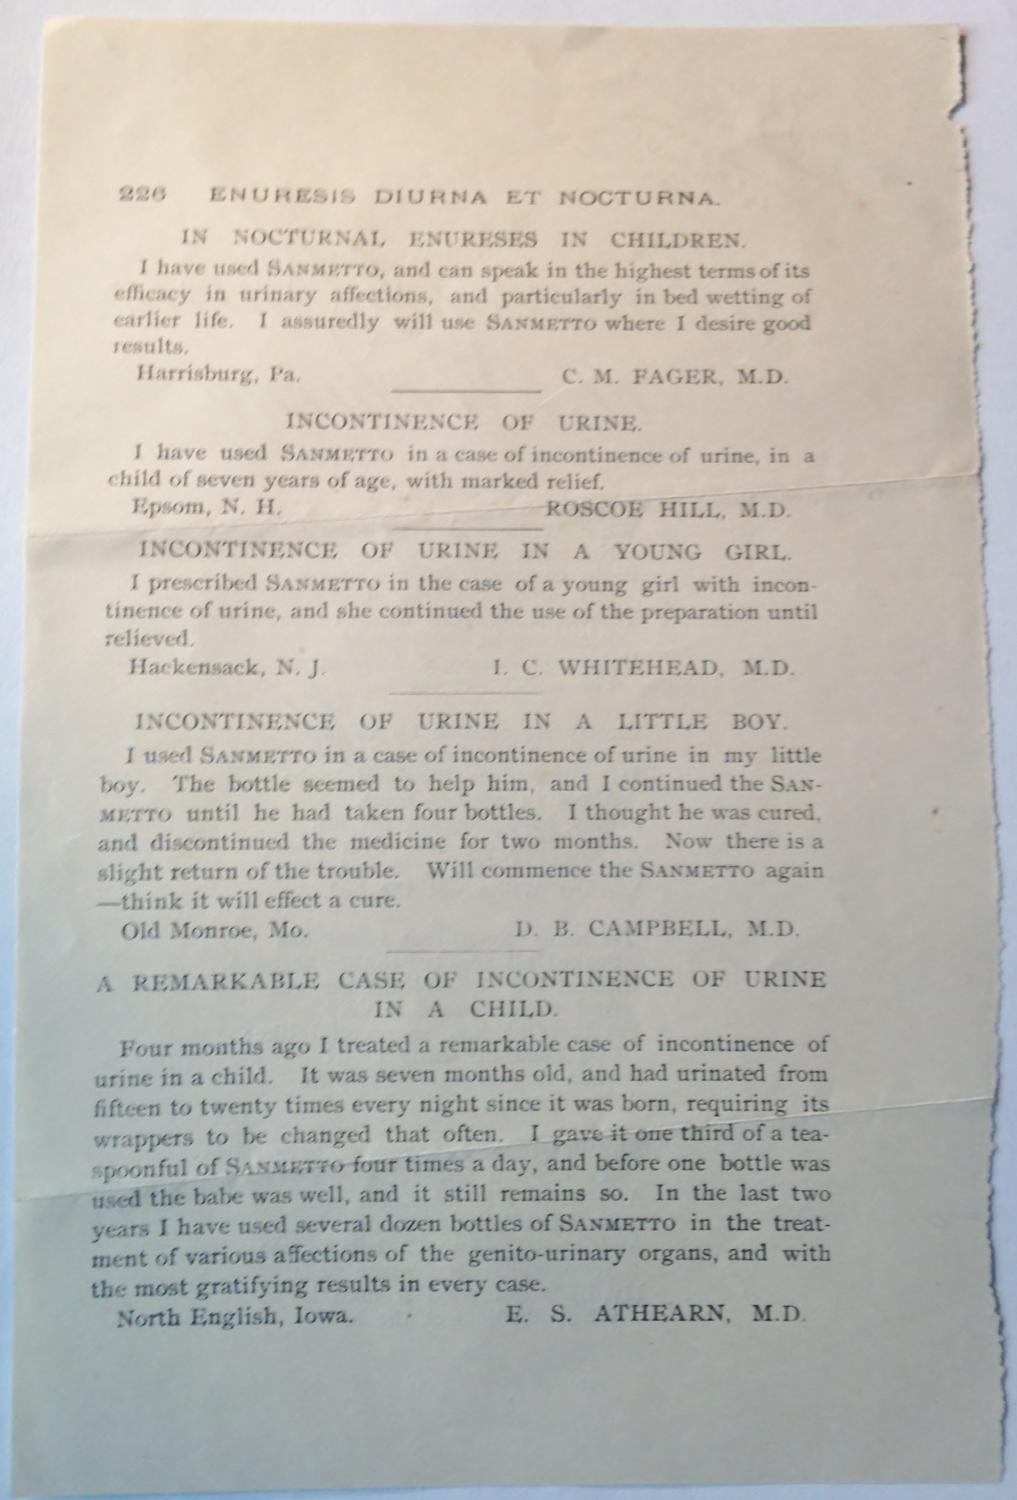 226 ENURESIS DIURNA ET NOCTURNA.
IN NOCTURNAL ENURESES IN CHILDREN.
I have used SANMETTO, and can speak in the highest terms of its
efficacy in urinary affections, and particularly in bed wetting of
earlier life. I assuredly will use SANMETTO where I desire good
results.
Harrisburg, Pa. C. M. FAGER, M.D.
INCONTINENCE OF URINE.
I have used SANMETTO in a case of incontinence of urine, in a
child of seven years of age, with marked relief.
Epsom, N. H. ROSCOE HILL, M.D.
INCONTINENCE OF URINE IN A YOUNG GIRL.
I prescribed SANMETTO in the case of a young girl with incon-
tinence of urine, and she continued the use of the preparation until
relieved.
Hackensack, N. J. I. C. WHITEHEAD, M.D.
INCONTINENCE OF URINE IN A LITTLE BOY.
I used SANMETTO in a case of incontinence of urine in my little
boy. The bottle seemed to help him, and I continued the SAN-
METTO until he had taken four bottles. I thought he was cured,
and discontinued the medicine for two months. Now there is a
slight return of the trouble. Will commence the SANMETTO again
—think it will effect a cure.
Old Monroe, Mo. D. B. CAMPBELL, M.D.
A REMARKABLE CASE OF INCONTINENCE OF URINE
IN A CHILD.
Four months ago I treated a remarkable case of incontinence of
urine in a child. It was seven months old, and had urinated from
fifteen to twenty times every night since it was born, requiring its
wrappers to be changed that often. I gave it one third of a tea-
spoonful of SANMETTO four times a day, and before one bottle was
used the babe was well, and it still remains so. In the last two
years I have used several dozen bottles of SANMETTO in the treat-
ment of various affections of the genito-urinary organs, and with
the most gratifying results in every case.
North English, Iowa. E. S. ATHEARN, M.D.